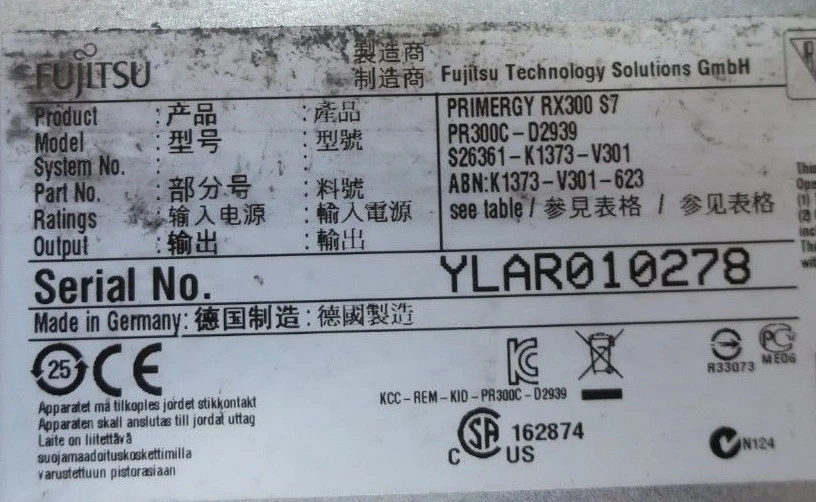 FUJITSU
製造商
制造商 Fujitsu Technology Solutions GmbH
Product : 产品 : 產品 PRIMERGY RX300 S7
Model : 型号 : 型號 PR300C-D2939
System No. : S26361-K1373-V301
Part No. : 部分号 : 料號 ABN:K1373-V301-623
Ratings : 输入电源 : 輸入電源 see table / 參見表格 / 参见表格
Output : 输出 : 輸出
Serial No. YLAR010278
Made in Germany: 德国制造 : 德國製造
25 CE
R33073
ME06
KCC-REM-KID-PR300C-D2939
Apparatet må tilkoples jordet stikkontakt
Apparaten skall anslutas till jordat uttag
Laite on liitettävä
suojamaadoituskoskettimilla
varustettuun pistorasiaan
C SA US 162874
N124